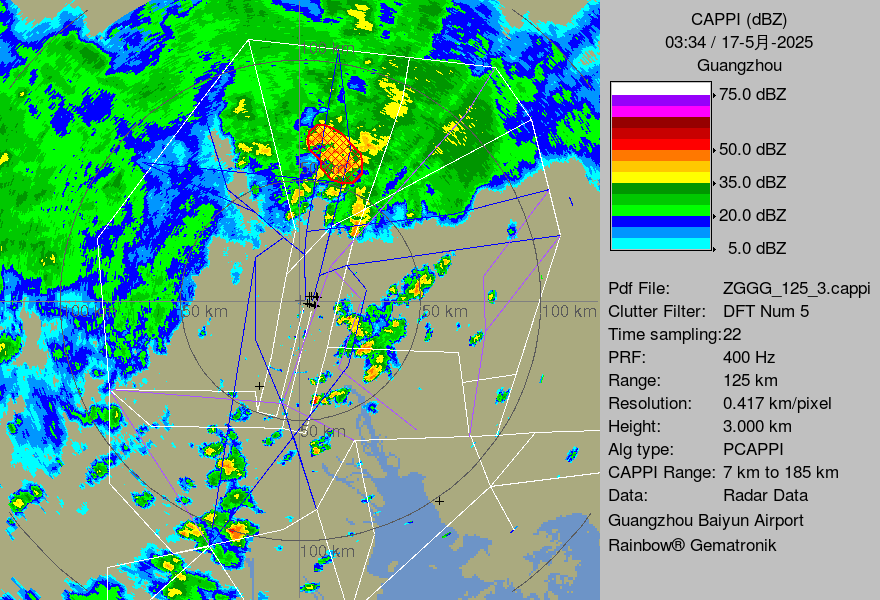 CAPPI (dBZ)
03:34 / 17-5月-2025
Guangzhou
75.0 dBZ
50.0 dBZ
35.0 dBZ
20.0 dBZ
5.0 dBZ
Pdf File: ZGGG_125_3.cappi
Clutter Filter: DFT Num 5
Time sampling:22
PRF: 400 Hz
Range: 125 km
Resolution: 0.417 km/pixel
Height: 3.000 km
Alg type: PCAPPI
CAPPI Range: 7 km to 185 km
Data: Radar Data
Guangzhou Baiyun Airport
Rainbow® Gematronik
100 km
100 km
50 km
50 km
100 km
50 km
100 km